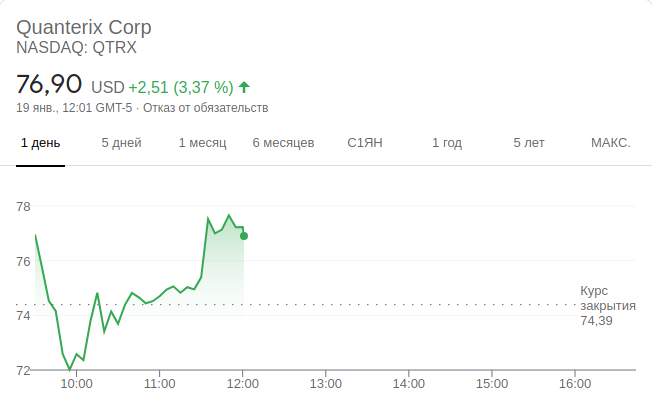 Quanterix Corp
NASDAQ: QTRX
76,90 USD +2,51 (3,37 %)
19 янв., 12:01 GMT-5 · Отказ от обязательств
1 день 5 дней 1 месяц 6 месяцев С1ЯН 1 год 5 лет МАКС.
78
76
Курс
закрытия
74,39
74
72
10:00 11:00 12:00 13:00 14:00 15:00 16:00